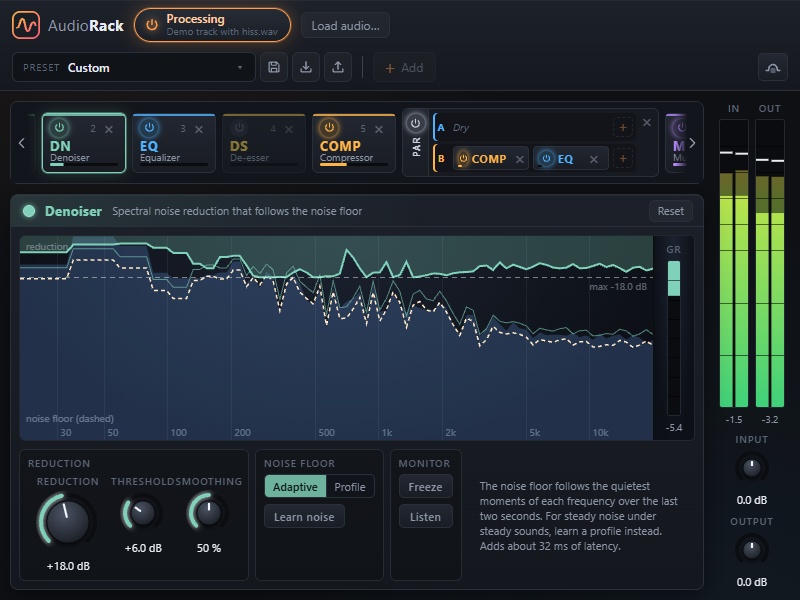 AudioRack
Processing
Demo track with hiss.wav
Load audio...
PRESET Custom
+ Add
DN 2
Denoiser
EQ 3
Equalizer
DS 4
De-esser
COMP 5
Compressor
PAR
A Dry +
B COMP EQ +
M
Mu
IN OUT
Denoiser Spectral noise reduction that follows the noise floor Reset
reduction
max -18.0 dB
noise floor (dashed)
30 50 100 200 500 1k 2k 5k 10k
GR
-5.4
-1.5 -3.2
INPUT
0.0 dB
OUTPUT
0.0 dB
REDUCTION
REDUCTION THRESHOLD SMOOTHING
+18.0 dB +6.0 dB 50 %
NOISE FLOOR
Adaptive Profile
Learn noise
MONITOR
Freeze
Listen
The noise floor follows the quietest
moments of each frequency over the last
two seconds. For steady noise under
steady sounds, learn a profile instead.
Adds about 32 ms of latency.